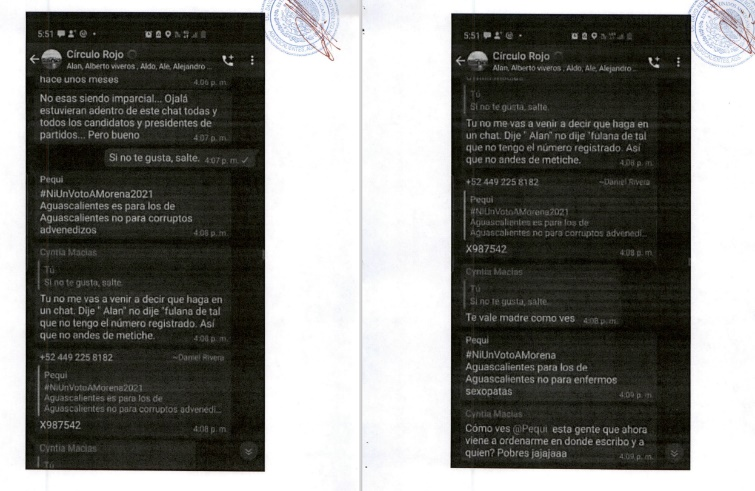 5:51
Círculo Rojo
Alan, Alberto viveros, Aldo, Ale, Alejandro...
hace unos meses
4:06 p. m.
No esas siendo imparcial... Ojalá
estuvieran adentro de este chat todas y
todos los candidatos y presidentes de
partidos... Pero bueno
4:07 p. m.
Si no te gusta, salte. 4:07 p. m.
Pequi
#NiUnVotoAMorena2021
Aguascalientes es para los de
Aguascalientes no para corruptos
advenedizos
4:08 p. m.
Cyntia Macias
Tú
Si no te gusta, salte.
Tu no me vas a venir a decir que haga en
un chat. Dije " Alan" no dije "fulana de tal
que no tengo el número registrado. Así
que no andes de metiche.
4:08 p. m.
+52 449 225 8182 ~Daniel Rivera
Pequi
#NiUnVotoAMorena2021
Aguascalientes es para los de
Aguascalientes no para corruptos advenedi...
X987542
4:08 p. m.
Cyntia Macias
Tú
5:51
Círculo Rojo
Alan, Alberto viveros, Aldo, Ale, Alejandro...
Tú
Si no te gusta, salte.
Tu no me vas a venir a decir que haga en
un chat. Dije " Alan" no dije "fulana de tal
que no tengo el número registrado. Así
que no andes de metiche.
4:08 p. m.
+52 449 225 8182 ~Daniel Rivera
Pequi
#NiUnVotoAMorena2021
Aguascalientes es para los de
Aguascalientes no para corruptos advenedi...
X987542
4:08 p. m.
Cyntia Macias
Tú
Si no te gusta, salte.
Te vale madre como ves 4:08 p. m.
Pequi
#NiUnVotoAMorena
Aguascalientes para los de
Aguascalientes no para enfermos
sexopatas
4:09 p. m.
Cyntia Macias
Cómo ves @Pequi esta gente que ahora
viene a ordenarme en donde escribo y a
quien? Pobres jajajaaa
4:09 p. m.